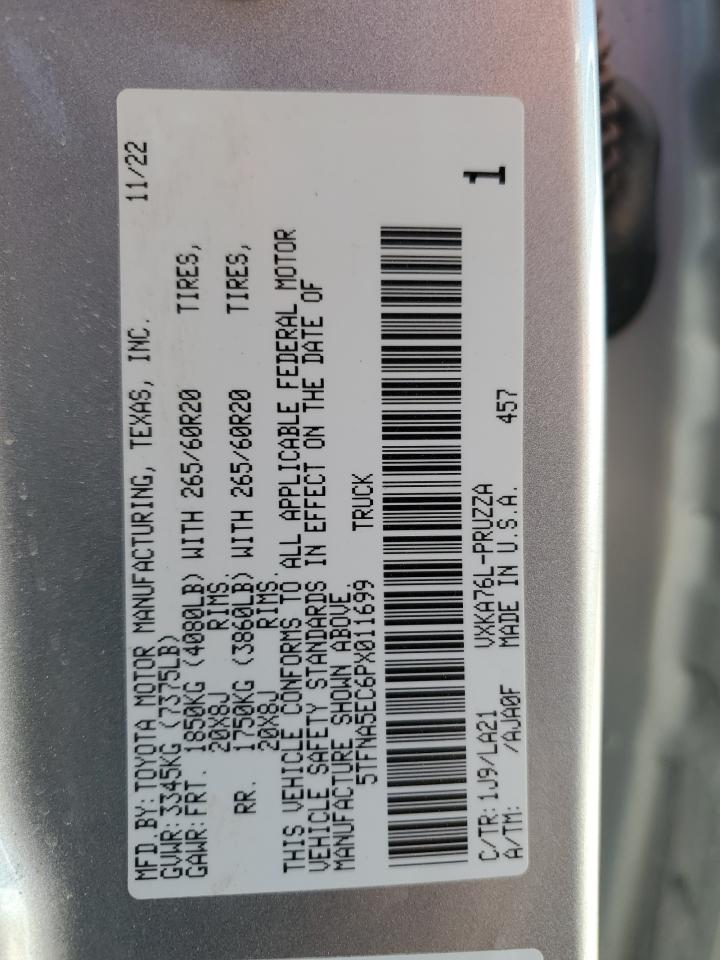 MFD.BY:TOYOTA MOTOR MANUFACTURING, TEXAS, INC. 11/22
GVWR:3345KG (7375LB)
GAWR:FRT. 1850KG (4080LB) WITH 265/60R20 TIRES,
20X8J RIMS.
RR. 1750KG (3860LB) WITH 265/60R20 TIRES,
20X8J RIMS.
THIS VEHICLE CONFORMS TO ALL APPLICABLE FEDERAL MOTOR
VEHICLE SAFETY STANDARDS IN EFFECT ON THE DATE OF
MANUFACTURE SHOWN ABOVE.
5TFNA5EC6PX011699 TRUCK
1
C/TR:1J9/LA21 VXKA76L-PRUZZA
A/TM: /AJA0F MADE IN U.S.A. 457